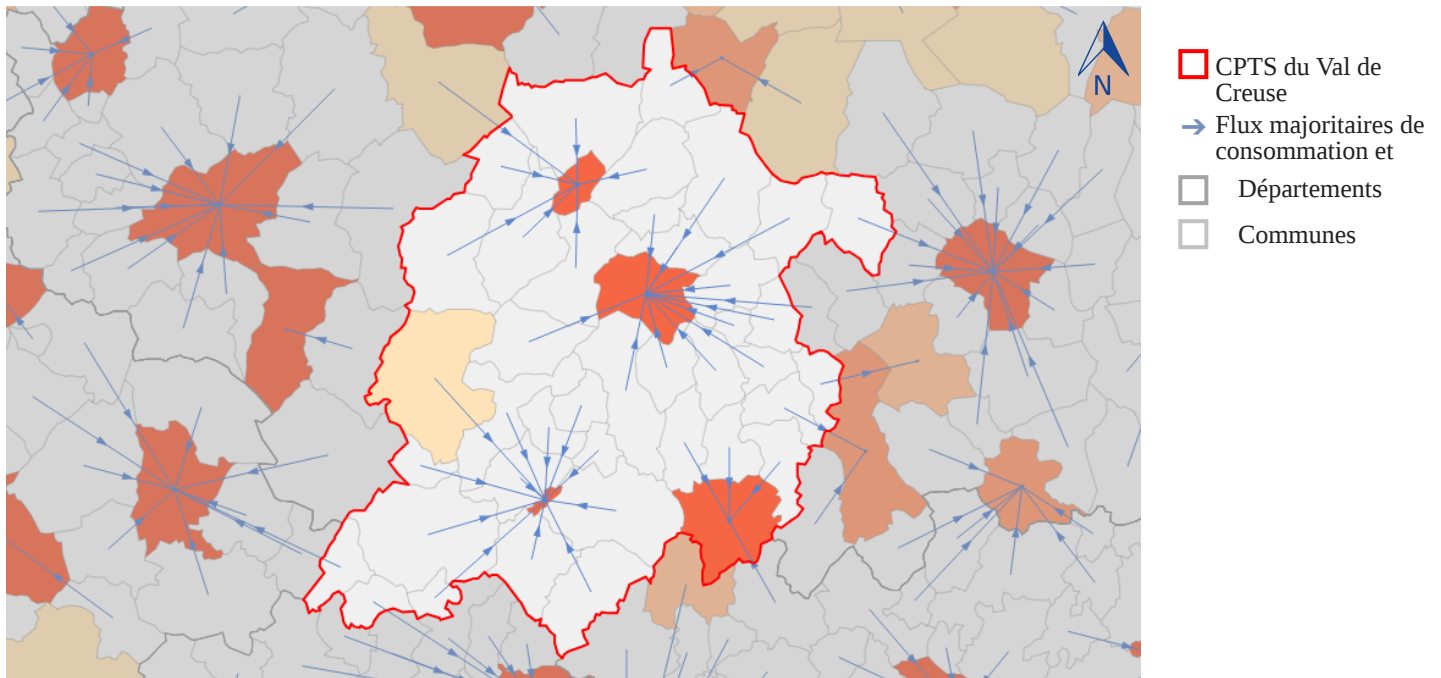 N
CPTS du Val de
Creuse
Flux majoritaires de
consommation et
Départements
Communes